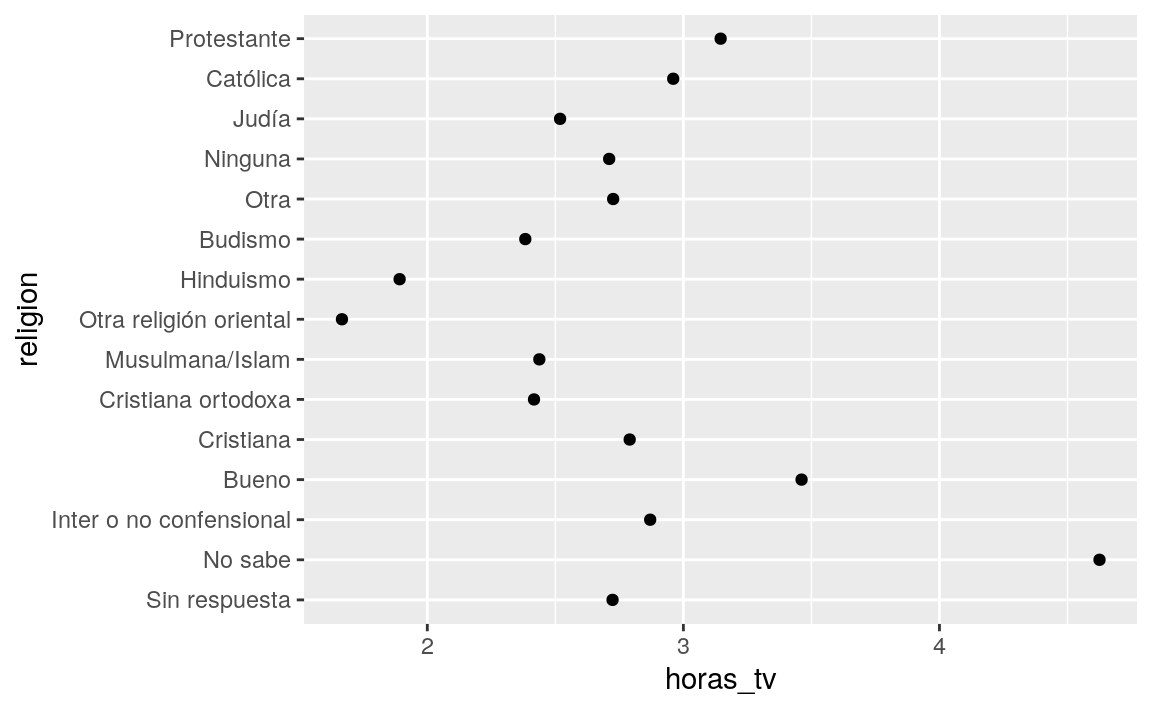 Protestante
Católica
Judía
Ninguna
Otra
Budismo
Hinduismo
Otra religión oriental
Musulmana/Islam
Cristiana ortodoxa
Cristiana
Bueno
Inter o no confensional
No sabe
Sin respuesta
religion
2 3 4
horas_tv